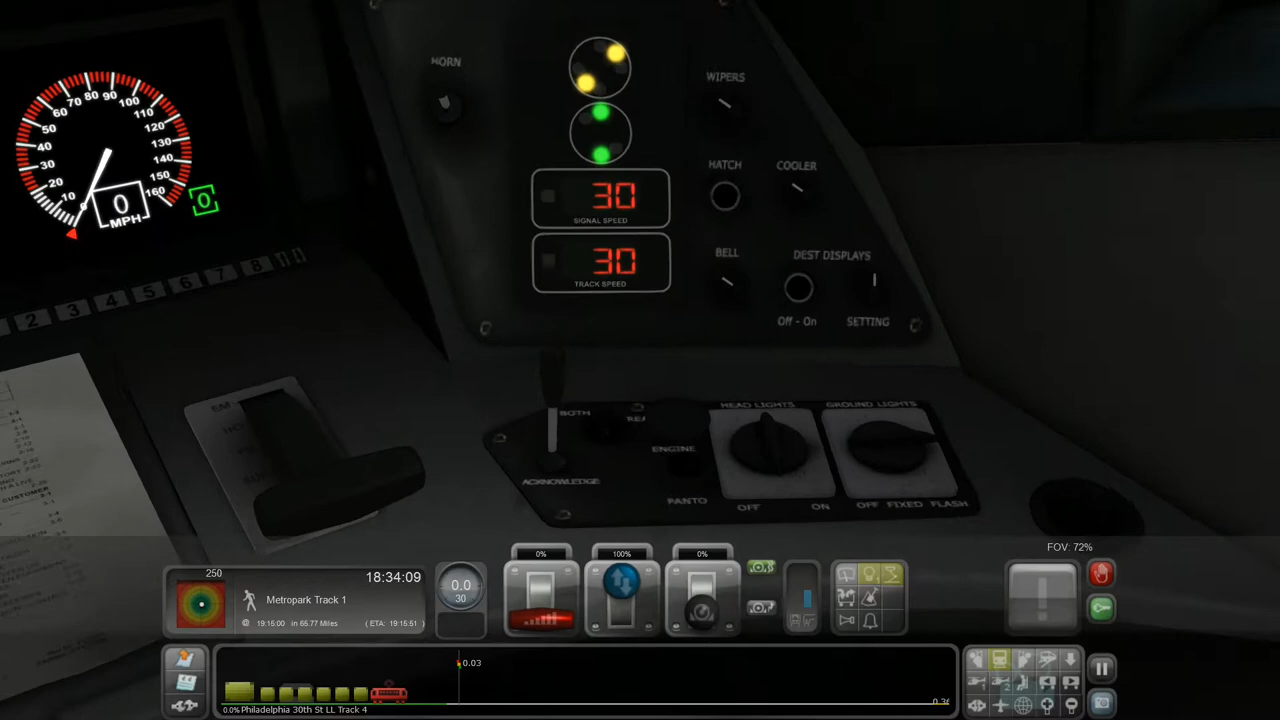 HORN
WIPERS
HATCH
COOLER
BELL
DEST DISPLAYS
Off - On
SETTING
30
SIGNAL SPEED
30
TRACK SPEED
10
20
30
40
50
60
70
80
90
100
110
120
130
140
150
160
0
MPH
0
2
3
4
5
6
7
8
CUSTOMER
BOTH
ENGINE
ACKNOWLEDGE
PANTO
HEAD LIGHTS
OFF
ON
GROUND LIGHTS
OFF FIXED FLASH
FOV: 72%
250
18:34:09
Metropark Track 1
@ 19:15:00 in 65.77 Miles ( ETA: 19:15:51 )
0.0
30
0%
100%
0%
0.03
0.0% Philadelphia 30th St LL Track 4